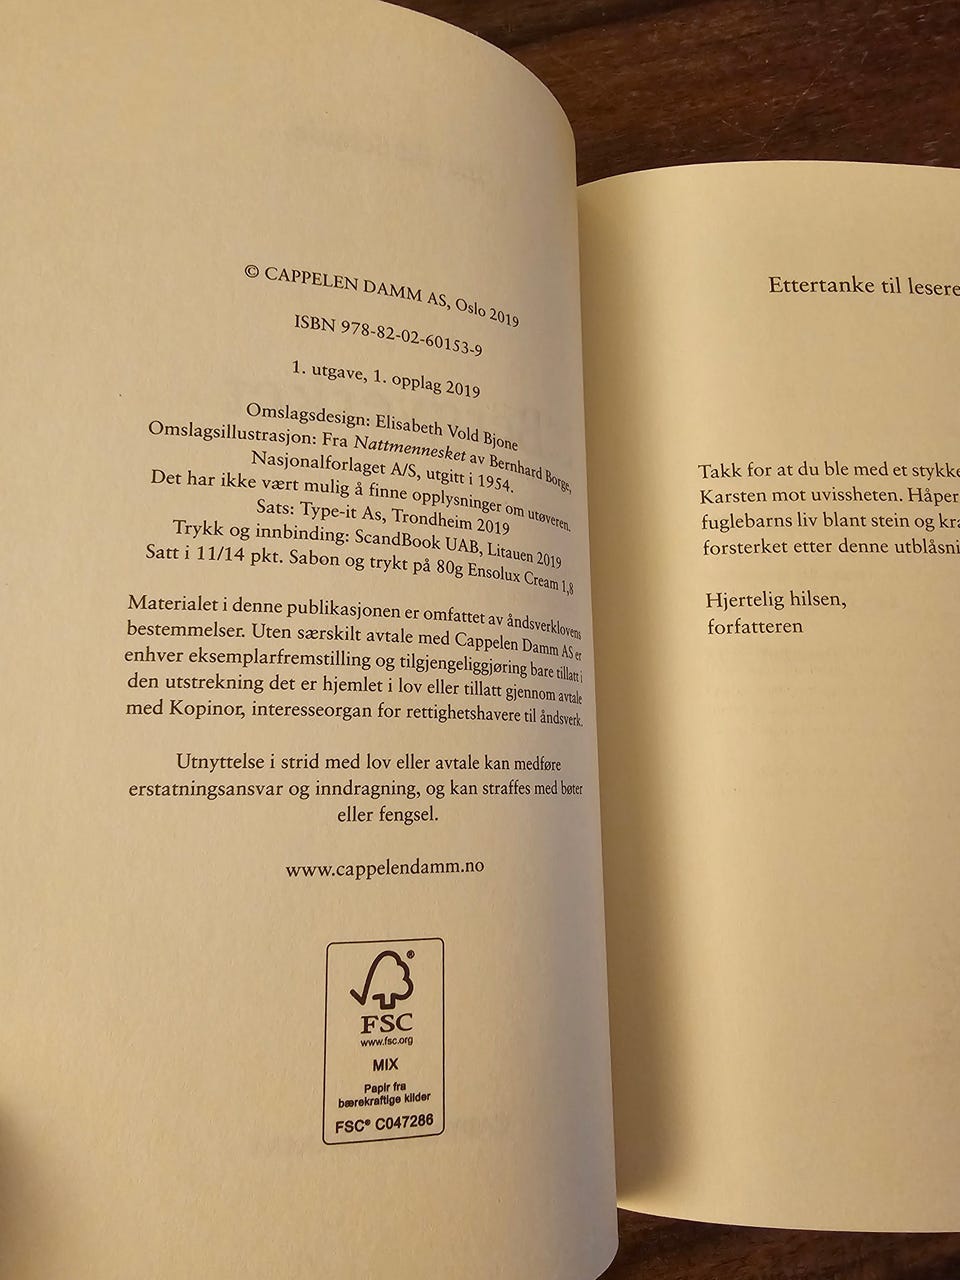 © CAPPELEN DAMM AS, Oslo 2019
ISBN 978-82-02-60153-9
1. utgave, 1. opplag 2019
Omslagsdesign: Elisabeth Vold Bjone
Omslagsillustrasjon: Fra Nattmennesket av Bernhard Borge,
Nasjonalforlaget A/S, utgitt i 1954.
Det har ikke vært mulig å finne opplysninger om utøveren.
Sats: Type-it As, Trondheim 2019
Trykk og innbinding: ScandBook UAB, Litauen 2019
Satt i 11/14 pkt. Sabon og trykt på 80g Ensolux Cream 1,8
Materialet i denne publikasjonen er omfattet av åndsverklovens
bestemmelser. Uten særskilt avtale med Cappelen Damm AS er
enhver eksemplarfremstilling og tilgjengeliggjøring bare tillatt i
den utstrekning det er hjemlet i lov eller tillatt gjennom avtale
med Kopinor, interesseorgan for rettighetshavere til åndsverk.
Utnyttelse i strid med lov eller avtale kan medføre
erstatningsansvar og inndragning, og kan straffes med bøter
eller fengsel.
www.cappelendamm.no
®
FSC
www.fsc.org
MIX
Papir fra
bærekraftige kilder
FSC® C047286
Ettertanke til lesere
Takk for at du ble med et stykke
Karsten mot uvissheten. Håper
fuglebarns liv blant stein og kra
forsterket etter denne utblåsni
Hjertelig hilsen,
forfatteren